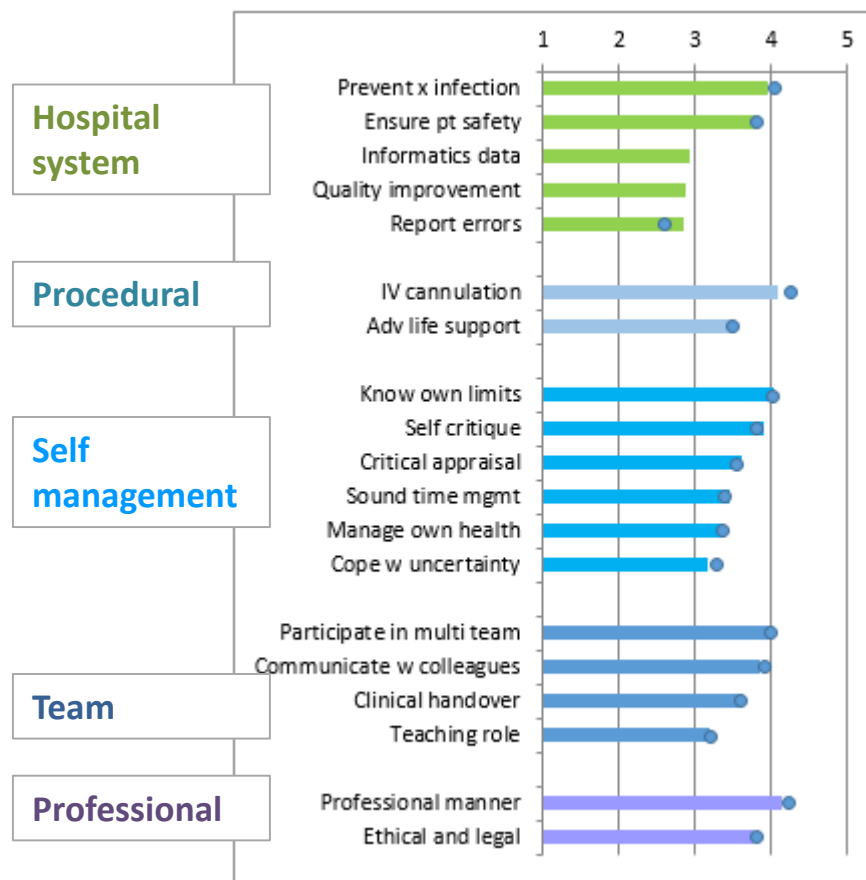 1 2 3 4 5
Hospital
system
Prevent x infection
Ensure pt safety
Informatics data
Quality improvement
Report errors
Procedural
IV cannulation
Adv life support
Self
management
Know own limits
Self critique
Critical appraisal
Sound time mgmt
Manage own health
Cope w uncertainty
Team
Participate in multi team
Communicate w colleagues
Clinical handover
Teaching role
Professional
Professional manner
Ethical and legal